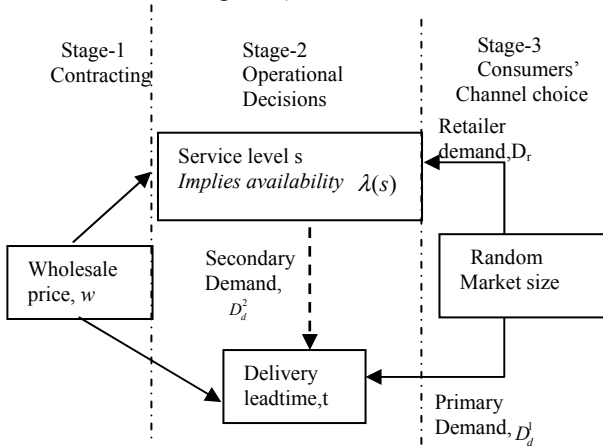 Stage-1
Contracting
Stage-2
Operational
Decisions
Stage-3
Consumers’
Channel choice
Retailer
demand,D_r
Service level s
Implies availability λ(s)
Wholesale
price, w
Secondary
Demand,
D_d^2
Random
Market size
Delivery
leadtime,t
Primary
Demand, D_d^1